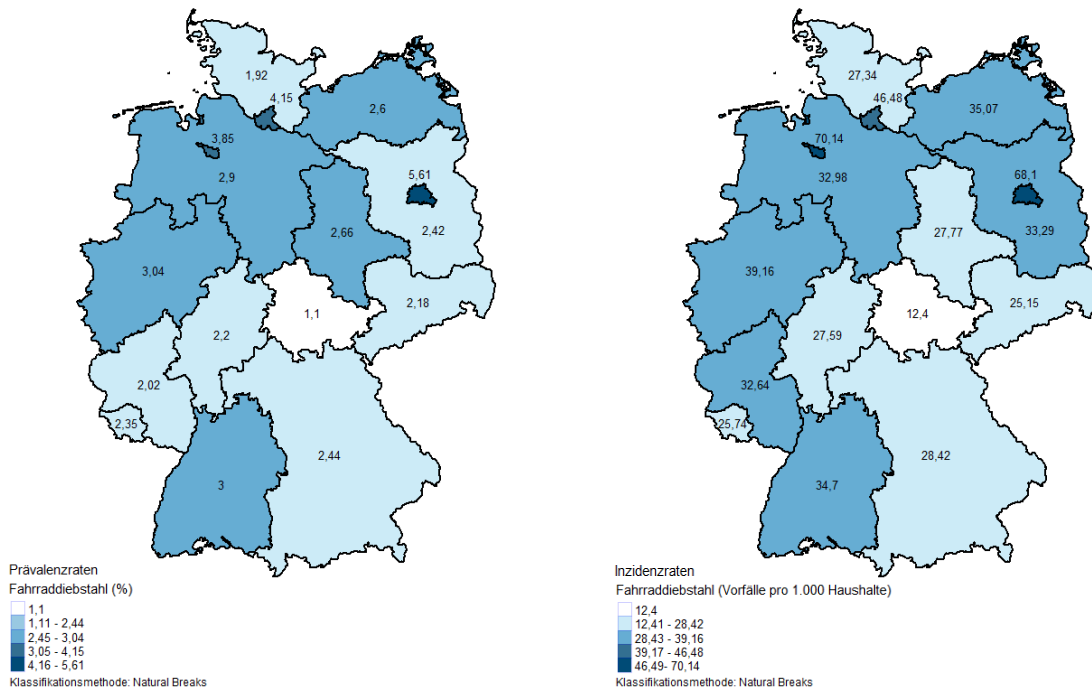 1,92
4,15
2,6
3,85
5,61
2,9
2,42
2,66
3,04
1,1
2,18
2,2
2,02
2,35
2,44
3
Prävalenzraten
Fahrraddiebstahl (%)
1,1
1,11 - 2,44
2,45 - 3,04
3,05 - 4,15
4,16 - 5,61
Klassifikationsmethode: Natural Breaks
27,34
46,48
35,07
70,14
68,1
32,98
33,29
27,77
39,16
12,4
25,15
27,59
32,64
25,74
28,42
34,7
Inzidenzraten
Fahrraddiebstahl (Vorfälle pro 1.000 Haushalte)
12,4
12,41 - 28,42
28,43 - 39,16
39,17 - 46,48
46,49- 70,14
Klassifikationsmethode: Natural Breaks